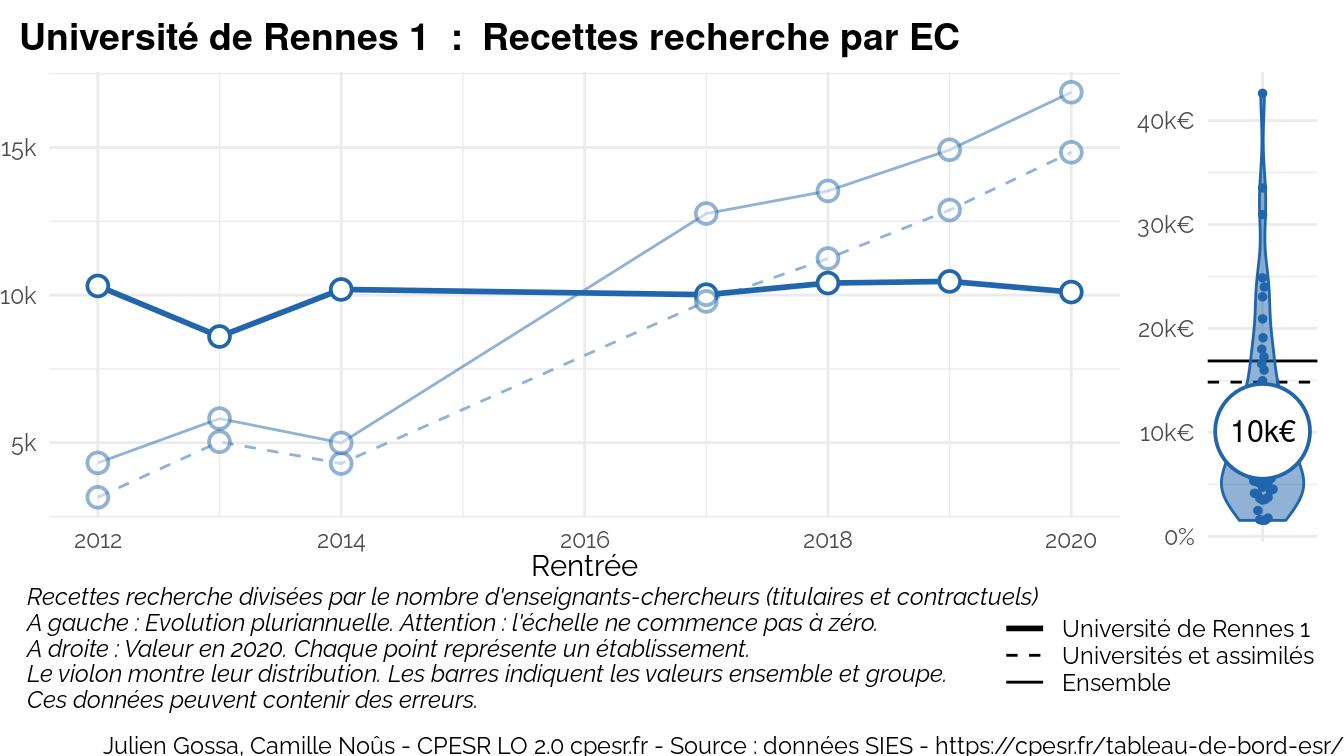 Université de Rennes 1 : Recettes recherche par EC
15k
10k
5k
2012 2014 2016 2018 2020
Rentrée
40k€
30k€
20k€
10k€
0%
10k€
Recettes recherche divisées par le nombre d'enseignants-chercheurs (titulaires et contractuels)
A gauche : Evolution pluriannuelle. Attention : l'échelle ne commence pas à zéro.
A droite : Valeur en 2020. Chaque point représente un établissement.
Le violon montre leur distribution. Les barres indiquent les valeurs ensemble et groupe.
Ces données peuvent contenir des erreurs.
Université de Rennes 1
Universités et assimilés
Ensemble
Julien Gossa, Camille Noûs - CPESR LO 2.0 cpesr.fr - Source : données SIES - https://cpesr.fr/tableau-de-bord-esr/